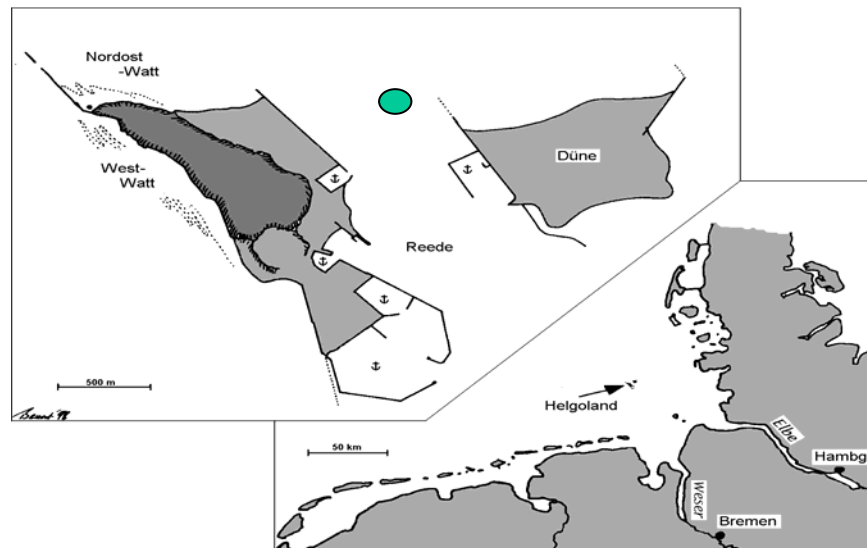 Nordost
-Watt
West-
Watt
Düne
Reede
500 m
Helgoland
50 km
Elbe
Hambg
Weser
Bremen